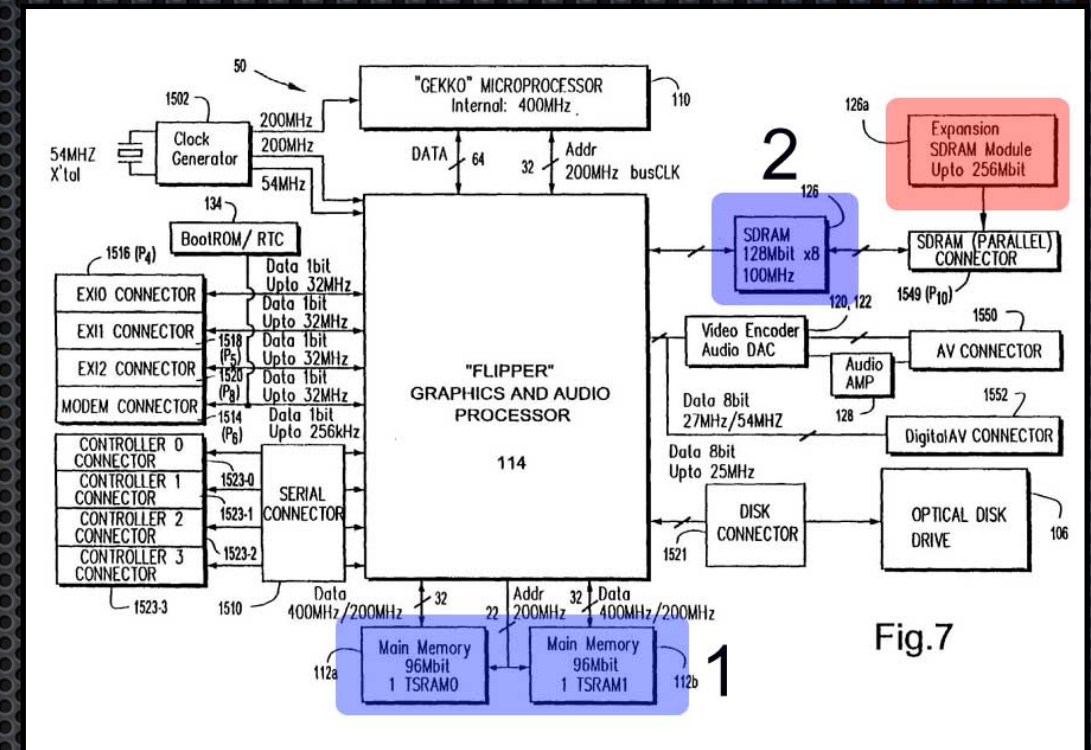 50
1502
Clock
Generator
54MHZ
X'tal
200MHz
200MHz
54MHz
"GEKKO" MICROPROCESSOR
Internal: 400MHz
110
DATA
64
32
Addr
200MHz busCLK
2
126
SDRAM
128Mbit x8
100MHz
126a
Expansion
SDRAM Module
Upto 256Mbit
SDRAM (PARALLEL)
CONNECTOR
1549 (P10)
134
BootROM/ RTC
1516 (P4)
EXI0 CONNECTOR
EXI1 CONNECTOR
EXI2 CONNECTOR
MODEM CONNECTOR
Data 1bit
Upto 32MHz
Data 1bit
Upto 32MHz
1518
(P5)
Data 1bit
Upto 32MHz
1520
(P8)
Data 1bit
Upto 32MHz
1514
(P6)
Data 1bit
Upto 256kHz
"FLIPPER"
GRAPHICS AND AUDIO
PROCESSOR
114
120, 122
Video Encoder
Audio DAC
1550
AV CONNECTOR
Audio
AMP
128
1552
Data 8bit
27MHz/54MHZ
DigitalAV CONNECTOR
Data 8bit
Upto 25MHz
DISK
CONNECTOR
1521
OPTICAL DISK
DRIVE
106
CONTROLLER 0
CONNECTOR
CONTROLLER 1
CONNECTOR
CONTROLLER 2
CONNECTOR
CONTROLLER 3
CONNECTOR
1523-0
1523-1
1523-2
1523-3
SERIAL
CONNECTOR
1510
Data
400MHz/200MHz
32
Addr
22
200MHz
32
Data
400MHz/200MHz
112a
Main Memory
96Mbit
1 TSRAM0
Main Memory
96Mbit
1 TSRAM1
112b
1
Fig.7